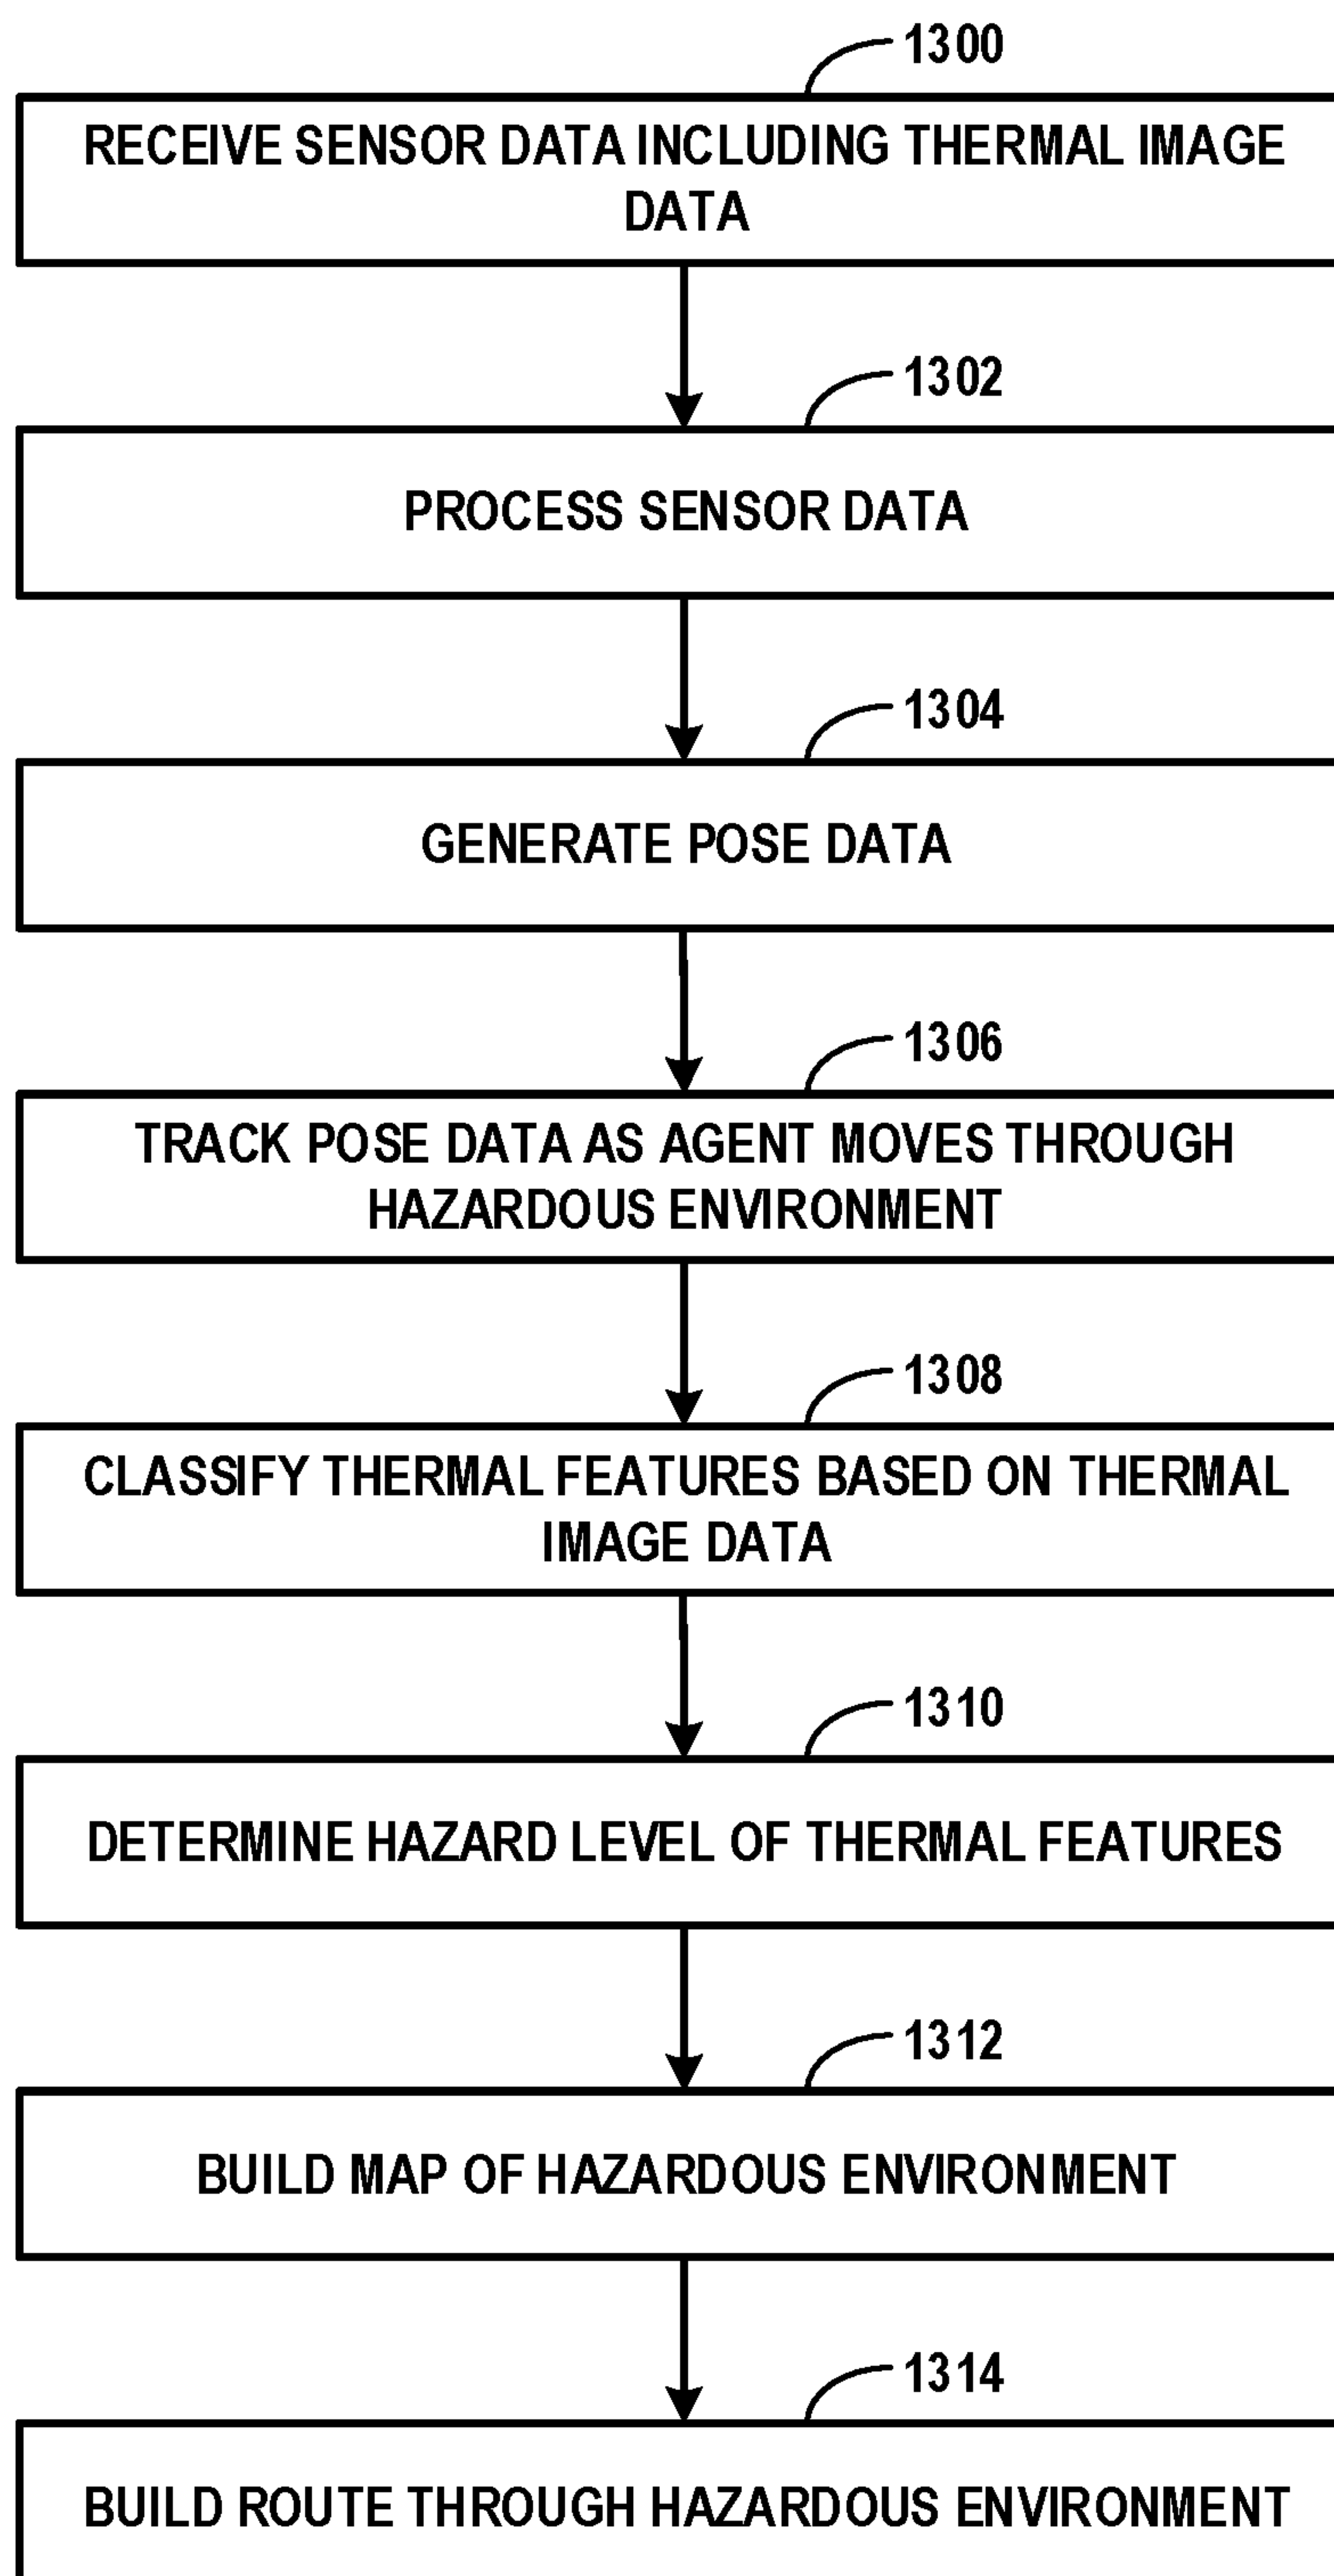 1300
RECEIVE SENSOR DATA INCLUDING THERMAL IMAGE
DATA
1302
PROCESS SENSOR DATA
1304
GENERATE POSE DATA
1306
TRACK POSE DATA AS AGENT MOVES THROUGH
HAZARDOUS ENVIRONMENT
1308
CLASSIFY THERMAL FEATURES BASED ON THERMAL
IMAGE DATA
1310
DETERMINE HAZARD LEVEL OF THERMAL FEATURES
1312
BUILD MAP OF HAZARDOUS ENVIRONMENT
1314
BUILD ROUTE THROUGH HAZARDOUS ENVIRONMENT